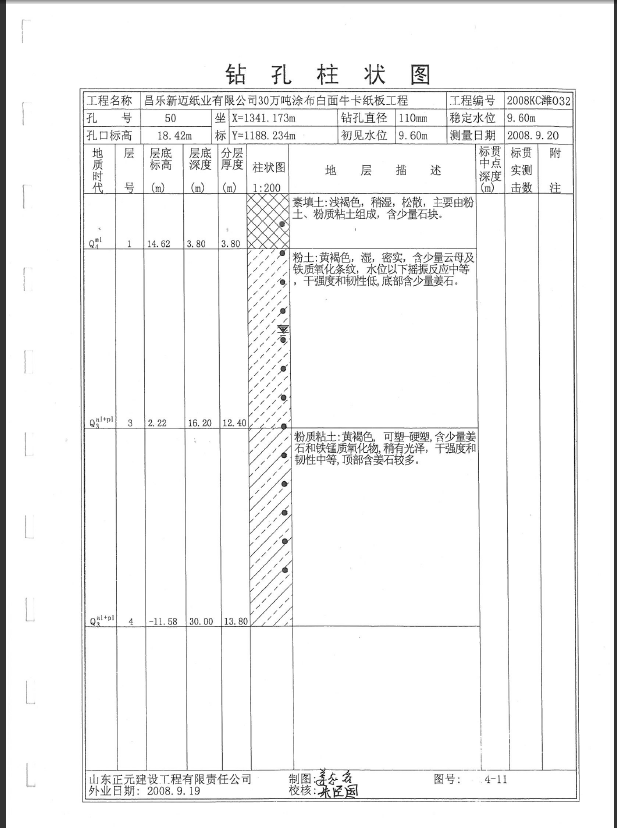 钻孔柱状图
工程名称 昌乐新迈纸业有限公司30万吨涂布白面牛卡纸板工程 工程编号 2008KC潍032
孔号 50 坐 X=1341.173m 钻孔直径 110mm 稳定水位 9.60m
孔口标高 18.42m 标 Y=1188.234m 初见水位 9.60m 测量日期 2008.9.20
地质时代 层号 层底标高(m) 层底深度(m) 分层厚度(m) 柱状图1:200 地层描述 标贯中点深度(m) 标贯实测击数 附注
素填土:浅褐色，稍湿，松散，主要由粉
土、粉质粘土组成，含少量石块。
Q4ml 1 14.62 3.80 3.80
粉土:黄褐色，湿，密实，含少量云母及
铁质氧化条纹，水位以下摇振反应中等
，干强度和韧性低,底部含少量姜石。
Q3al+pl 3 2.22 16.20 12.40
粉质粘土:黄褐色，可塑-硬塑,含少量姜
石和铁锰质氧化物,稍有光泽，干强度和
韧性中等,顶部含姜石较多。
Q3al+pl 4 -11.58 30.00 13.80
山东正元建设工程有限责任公司 制图: 图号: 4-11
外业日期: 2008.9.19 校核: